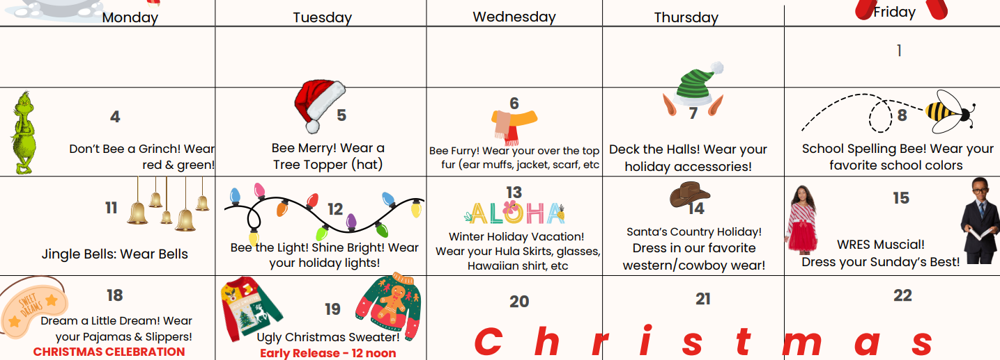 Monday
Tuesday
Wednesday
Thursday
Friday
1
4
Don't Bee a Grinch! Wear
red & green!
5
Bee Merry! Wear a
Tree Topper (hat)
6
Bee Furry! Wear your over the top
fur (ear muffs, jacket, scarf, etc
7
Deck the Halls! Wear your
holiday accessories!
8
School Spelling Bee! Wear your
favorite school colors
11
Jingle Bells: Wear Bells
12
Bee the Light! Shine Bright! Wear
your holiday lights!
13
ALOHA
Winter Holiday Vacation!
Wear your Hula Skirts, glasses,
Hawaiian shirt, etc
14
Santa's Country Holiday!
Dress in our favorite
western/cowboy wear!
15
WRES Muscial!
Dress your Sunday's Best!
18
SWEET
DREAMS
Dream a Little Dream! Wear
your Pajamas & Slippers!
CHRISTMAS CELEBRATION
19
Ugly Christmas Sweater!
Early Release - 12 noon
20
21
22
Christmas